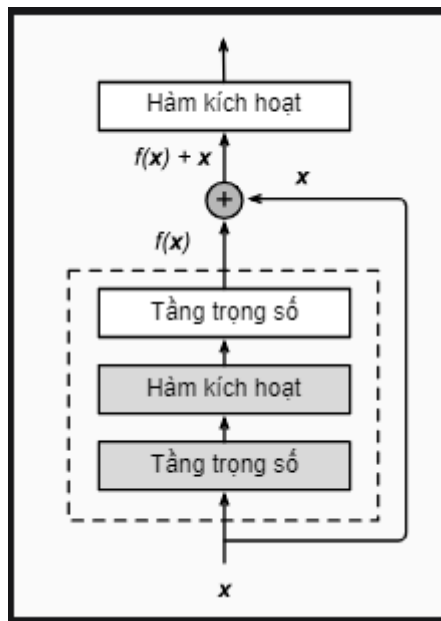 Hàm kích hoạt
f(x) + x
x
+
f(x)
Tầng trọng số
Hàm kích hoạt
Tầng trọng số
x